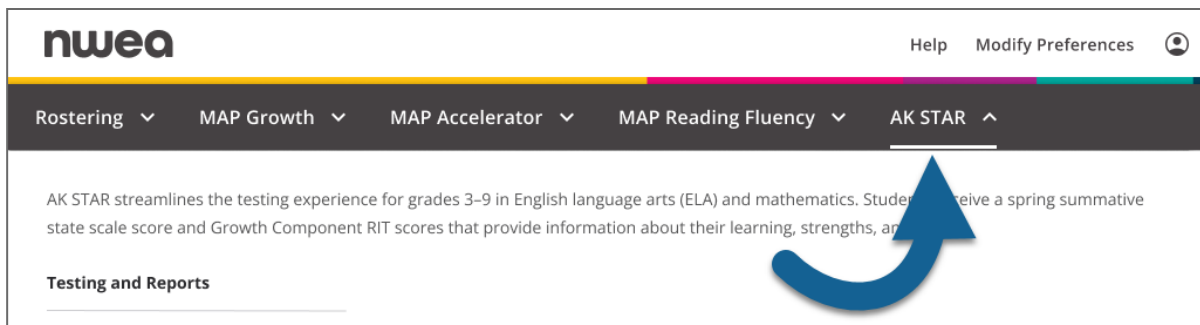 nwea
Help Modify Preferences
Rostering MAP Growth MAP Accelerator MAP Reading Fluency AK STAR
AK STAR streamlines the testing experience for grades 3–9 in English language arts (ELA) and mathematics. a spring summative
state scale score and Growth Component RIT scores that provide information about their learning, strengths,
Testing and Reports